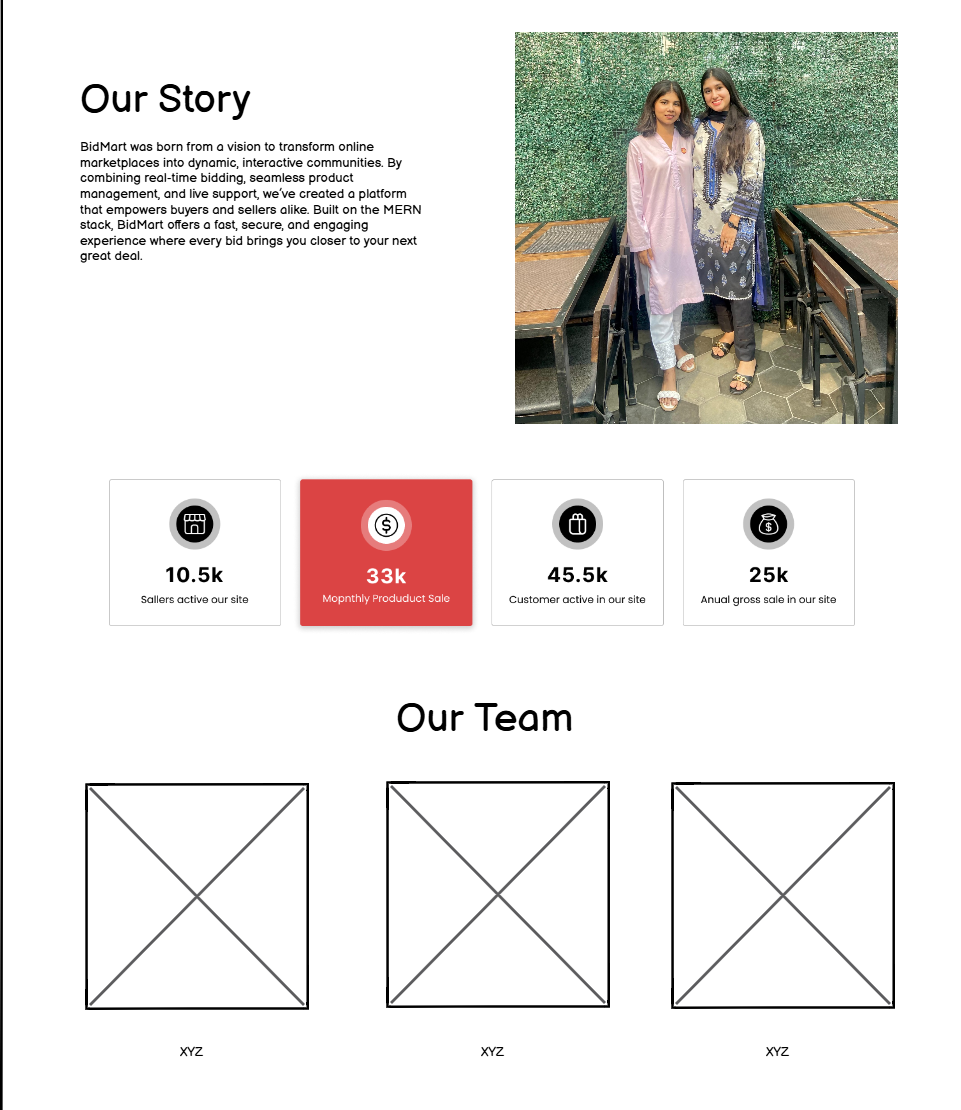 Our Story
BidMart was born from a vision to transform online
marketplaces into dynamic, interactive communities. By
combining real-time bidding, seamless product
management, and live support, we've created a platform
that empowers buyers and sellers alike. Built on the MERN
stack, BidMart offers a fast, secure, and engaging
experience where every bid brings you closer to your next
great deal.
10.5k
Sallers active our site
33k
Mopnthly Produduct Sale
45.5k
Customer active in our site
25k
Anual gross sale in our site
Our Team
XYZ
XYZ
XYZ